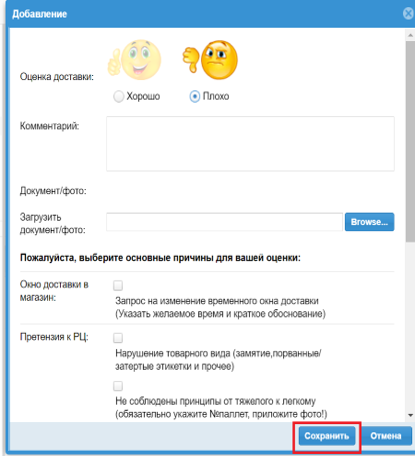 Добавление
Оценка доставки:
Хорошо
Плохо
Комментарий:
Документ/фото:
Загрузить
документ/фото:
Browse...
Пожалуйста, выберите основные причины для вашей оценки:
Окно доставки в
магазин:
Запрос на изменение временного окна доставки
(Указать желаемое время и краткое обоснование)
Претензия к РЦ:
Нарушение товарного вида (замятие,порванные/
затертые этикетки и прочее)
Не соблюдены принципы от тяжелого к легкому
(обязательно укажите №паллет, приложите фото!)
Сохранить
Отмена